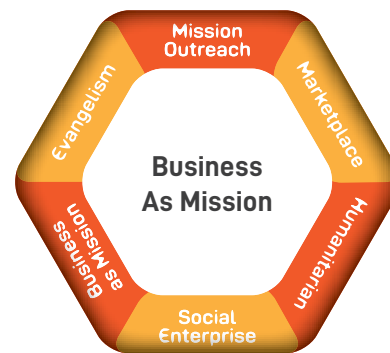 Mission
Outreach
Marketplace
Humanitarian
Social
Enterprise
Business
as Mission
Evangelism
Business
As Mission